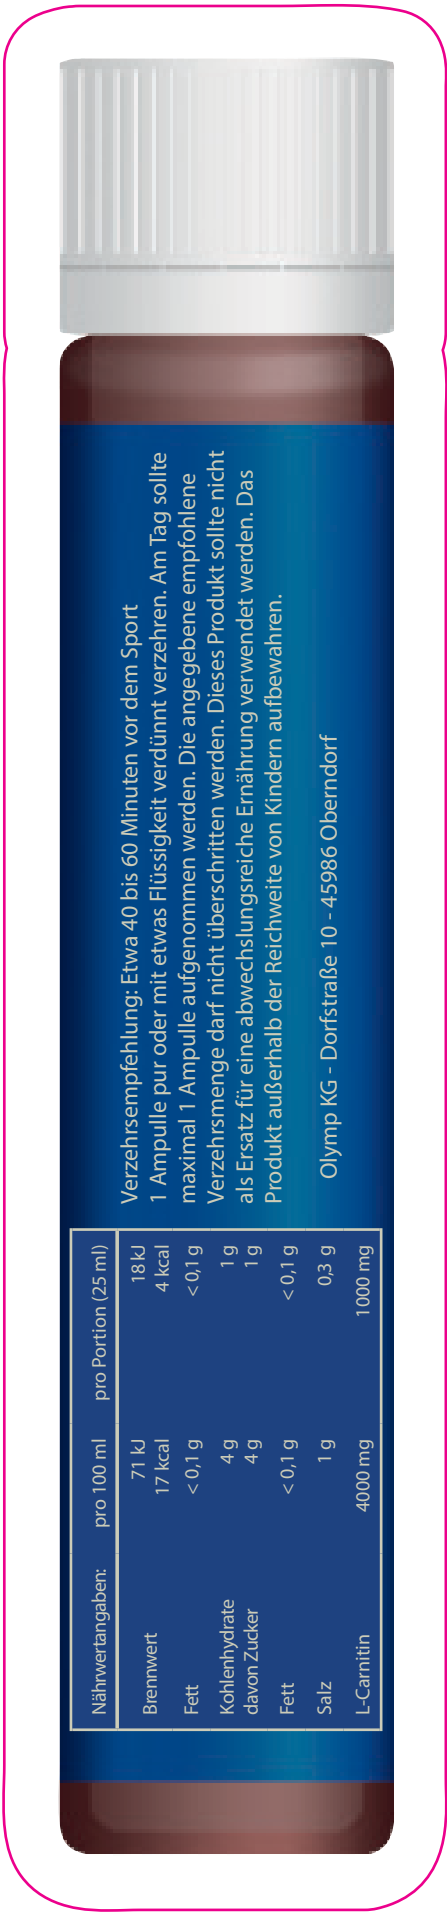 Nährwertangaben: pro 100 ml pro Portion (25 ml)
Brennwert 71 kJ 18 kJ
17 kcal 4 kcal
Fett < 0,1 g < 0,1 g
Kohlenhydrate 4 g 1 g
davon Zucker 4 g 1 g
Fett < 0,1 g < 0,1 g
Salz 1 g 0,3 g
L-Carnitin 4000 mg 1000 mg
Verzehrsempfehlung: Etwa 40 bis 60 Minuten vor dem Sport
1 Ampulle pur oder mit etwas Flüssigkeit verdünnt verzehren. Am Tag sollte
maximal 1 Ampulle aufgenommen werden. Die angegebene empfohlene
Verzehrsmenge darf nicht überschritten werden. Dieses Produkt sollte nicht
als Ersatz für eine abwechslungsreiche Ernährung verwendet werden. Das
Produkt außerhalb der Reichweite von Kindern aufbewahren.
Olymp KG - Dorfstraße 10 - 45986 Oberndorf